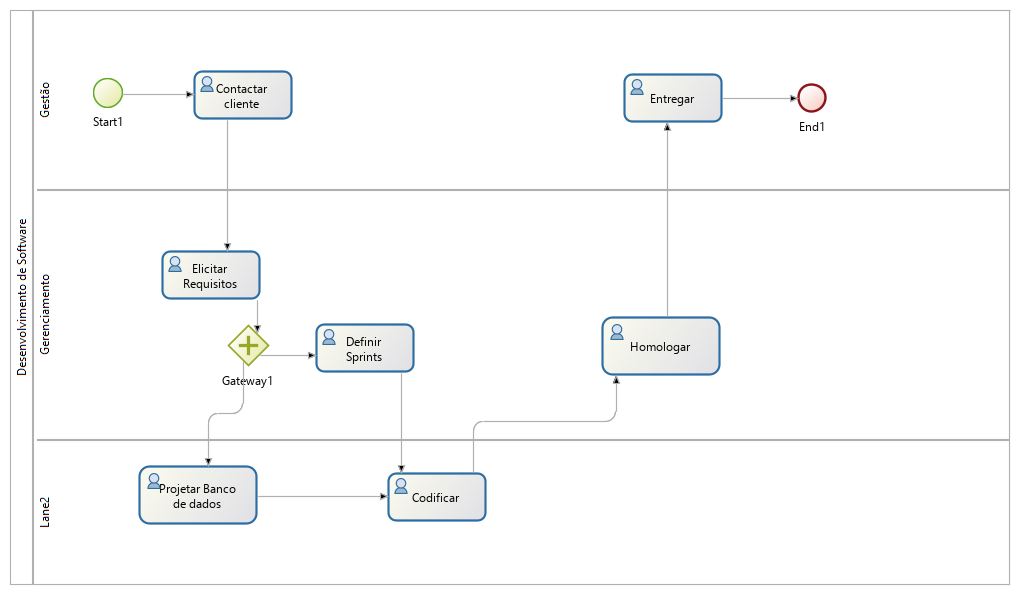 Desenvolvimento de Software
Gestão
Start1
Contactar
cliente
Entregar
End1
Gerenciamento
Elicitar
Requisitos
Gateway1
Definir
Sprints
Homologar
Lane2
Projetar Banco
de dados
Codificar